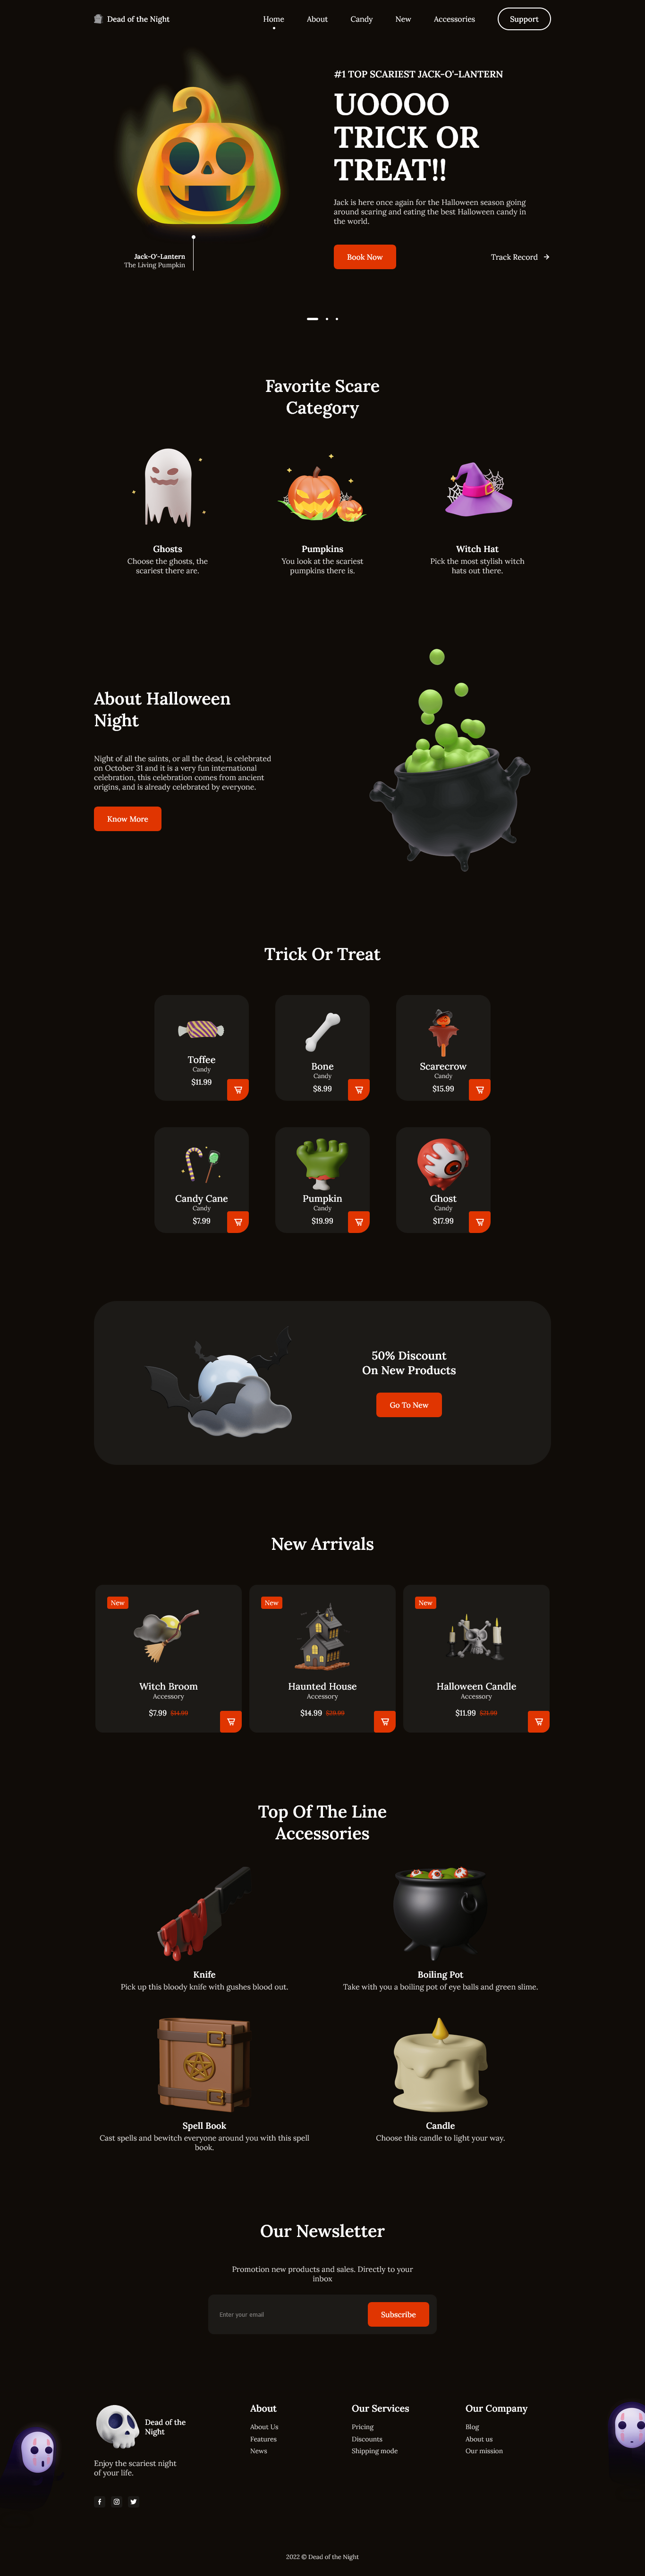 Dead of the Night
Home
About
Candy
New
Accessories
Support
#1 TOP SCARIEST JACK-O'-LANTERN
UOOOO
TRICK OR
TREAT!!
Jack is here once again for the Halloween season going
around scaring and eating the best Halloween candy in
the world.
Book Now
Track Record
Jack-O'-Lantern
The Living Pumpkin
Favorite Scare
Category
Ghosts
Choose the ghosts, the
scariest there are.
Pumpkins
You look at the scariest
pumpkins there is.
Witch Hat
Pick the most stylish witch
hats out there.
About Halloween
Night
Night of all the saints, or all the dead, is celebrated
on October 31 and it is a very fun international
celebration, this celebration comes from ancient
origins, and is already celebrated by everyone.
Know More
Trick Or Treat
Toffee
Candy
$11.99
Bone
Candy
$8.99
Scarecrow
Candy
$15.99
Candy Cane
Candy
$7.99
Pumpkin
Candy
$19.99
Ghost
Candy
$17.99
50% Discount
On New Products
Go To New
New Arrivals
New
Witch Broom
Accessory
$7.99 $14.99
New
Haunted House
Accessory
$14.99 $29.99
New
Halloween Candle
Accessory
$11.99 $21.99
Top Of The Line
Accessories
Knife
Pick up this bloody knife with gushes blood out.
Boiling Pot
Take with you a boiling pot of eye balls and green slime.
Spell Book
Cast spells and bewitch everyone around you with this spell
book.
Candle
Choose this candle to light your way.
Our Newsletter
Promotion new products and sales. Directly to your
inbox
Enter your email
Subscribe
Dead of the
Night
Enjoy the scariest night
of your life.
About
About Us
Features
News
Our Services
Pricing
Discounts
Shipping mode
Our Company
Blog
About us
Our mission
2022 © Dead of the Night